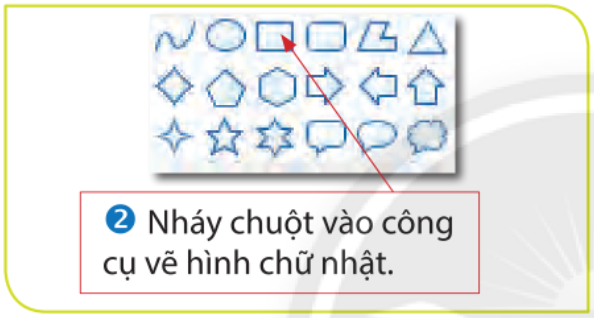 ❷ Nháy chuột vào công
cụ vẽ hình chữ nhật.